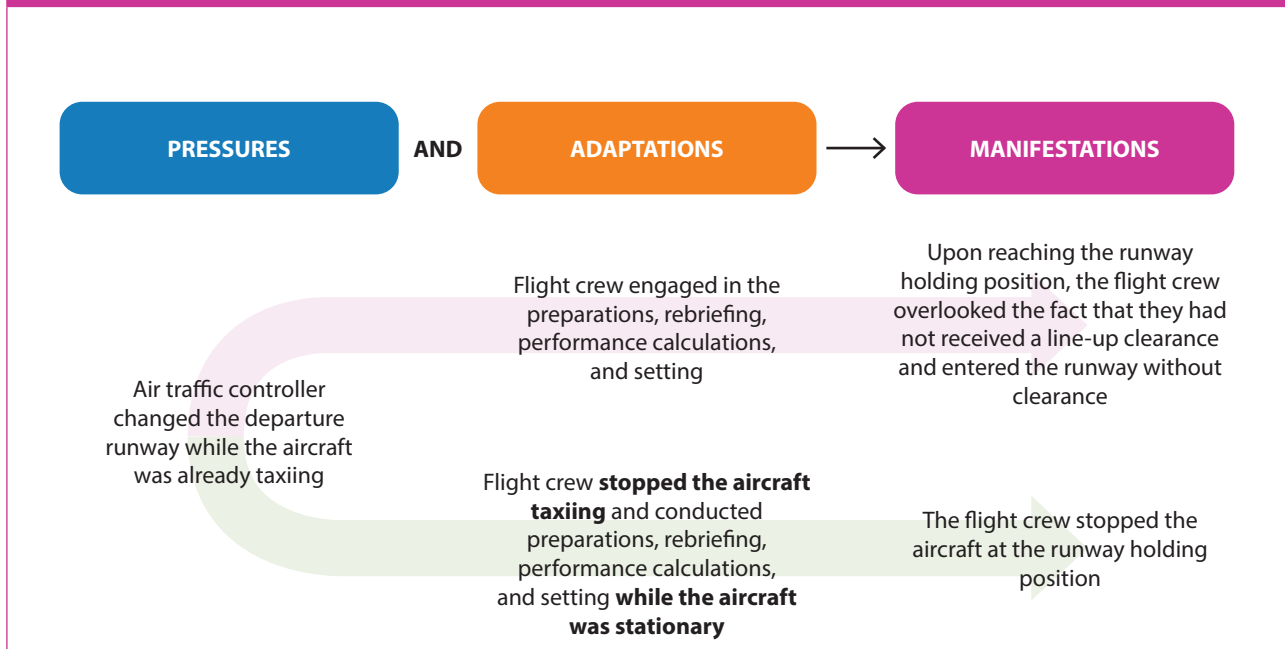 PRESSURES AND ADAPTATIONS → MANIFESTATIONS
Air traffic controller
changed the departure
runway while the aircraft
was already taxiing
Flight crew engaged in the
preparations, rebriefing,
performance calculations,
and setting
Upon reaching the runway
holding position, the flight crew
overlooked the fact that they had
not received a line-up clearance
and entered the runway without
clearance
Flight crew stopped the aircraft
taxiing and conducted
preparations, rebriefing,
performance calculations,
and setting while the aircraft
was stationary
The flight crew stopped the
aircraft at the runway holding
position